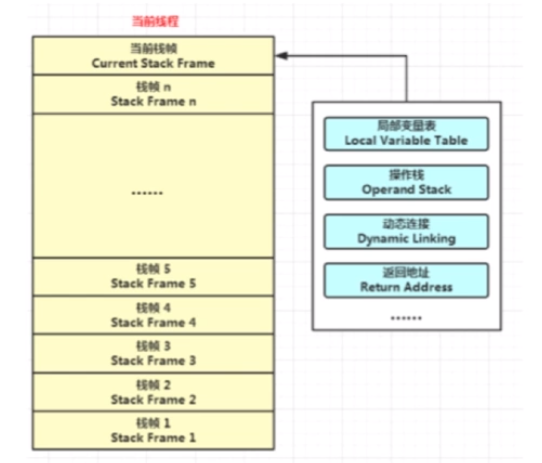 当前线程
当前栈帧
Current Stack Frame
栈帧 n
Stack Frame n
......
栈帧 5
Stack Frame 5
栈帧 4
Stack Frame 4
栈帧 3
Stack Frame 3
栈帧 2
Stack Frame 2
栈帧 1
Stack Frame 1
局部变量表
Local Variable Table
操作栈
Operand Stack
动态连接
Dynamic Linking
返回地址
Return Address
......